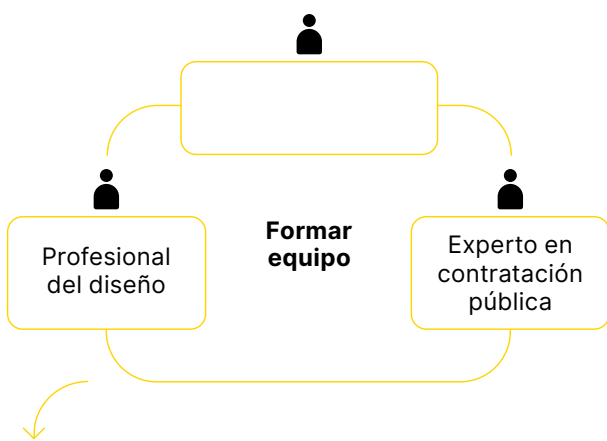 Formar
equipo
Profesional
del diseño
Experto en
contratación
pública